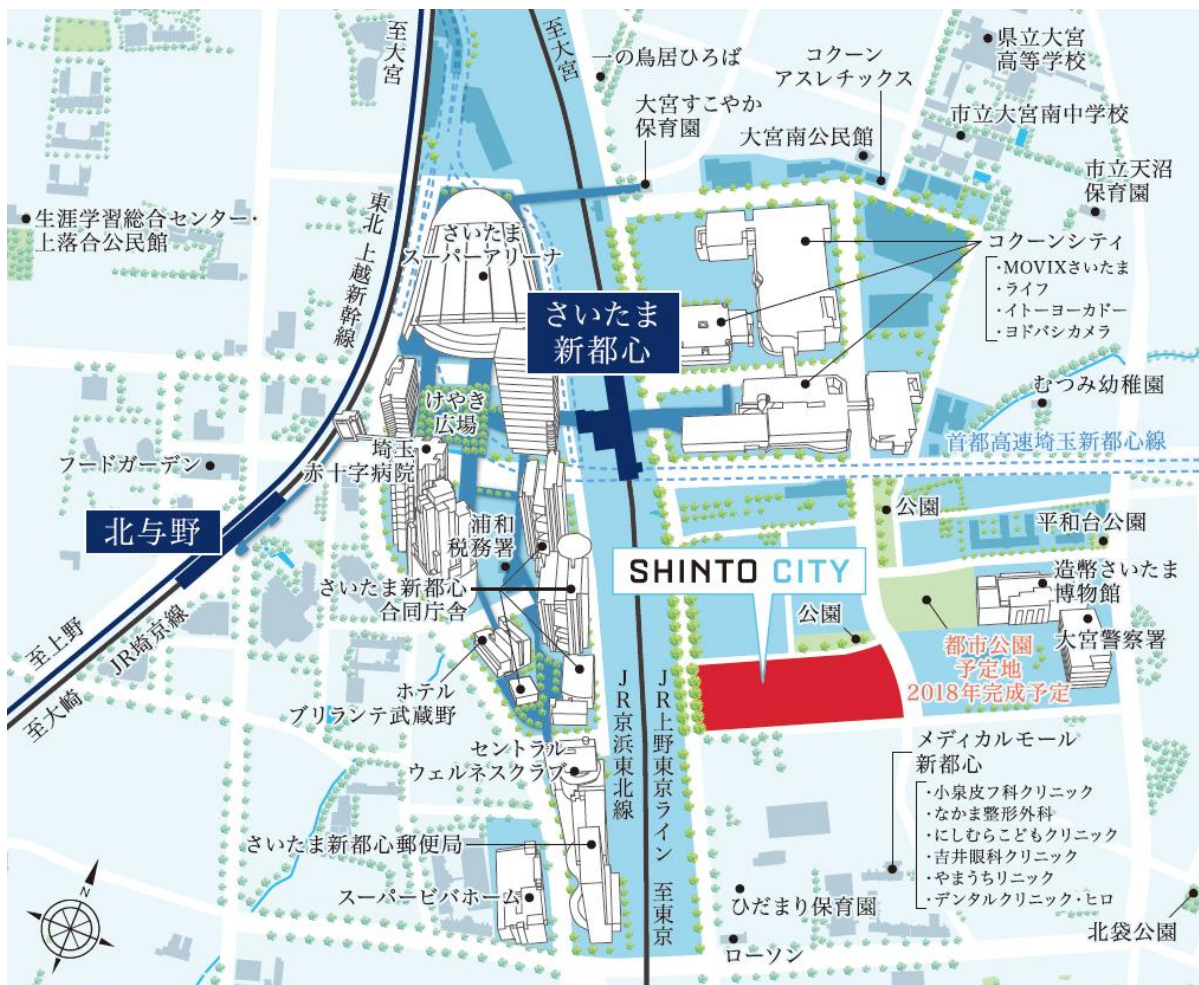 至大宮
至大宮
一の鳥居ひろば
コクーン
アスレチックス
県立大宮
高等学校
大宮すこやか
保育園
大宮南公民館
市立大宮南中学校
市立天沼
保育園
生涯学習総合センター・
上落合公民館
東北 上越新幹線
さいたま
スーパーアリーナ
コクーンシティ
・MOVIXさいたま
・ライフ
・イトーヨーカドー
・ヨドバシカメラ
さいたま
新都心
けやき
広場
むつみ幼稚園
首都高速埼玉新都心線
フードガーデン
埼玉
赤十字病院
北与野
浦和
税務署
公園
平和台公園
SHINTO CITY
造幣さいたま
博物館
さいたま新都心
合同庁舎
公園
大宮警察署
至上野
JR埼京線
至大崎
都市公園
予定地
2018年完成予定
ホテル
ブリランテ武蔵野
JR京浜東北線
JR上野東京ライン
至東京
セントラル
ウェルネスクラブ
メディカルモール
新都心
・小泉皮フ科クリニック
・なかま整形外科
・にしむらこどもクリニック
・吉井眼科クリニック
・やまうちリニック
・デンタルクリニック・ヒロ
さいたま新都心郵便局
スーパービバホーム
ひだまり保育園
ローソン
北袋公園
N